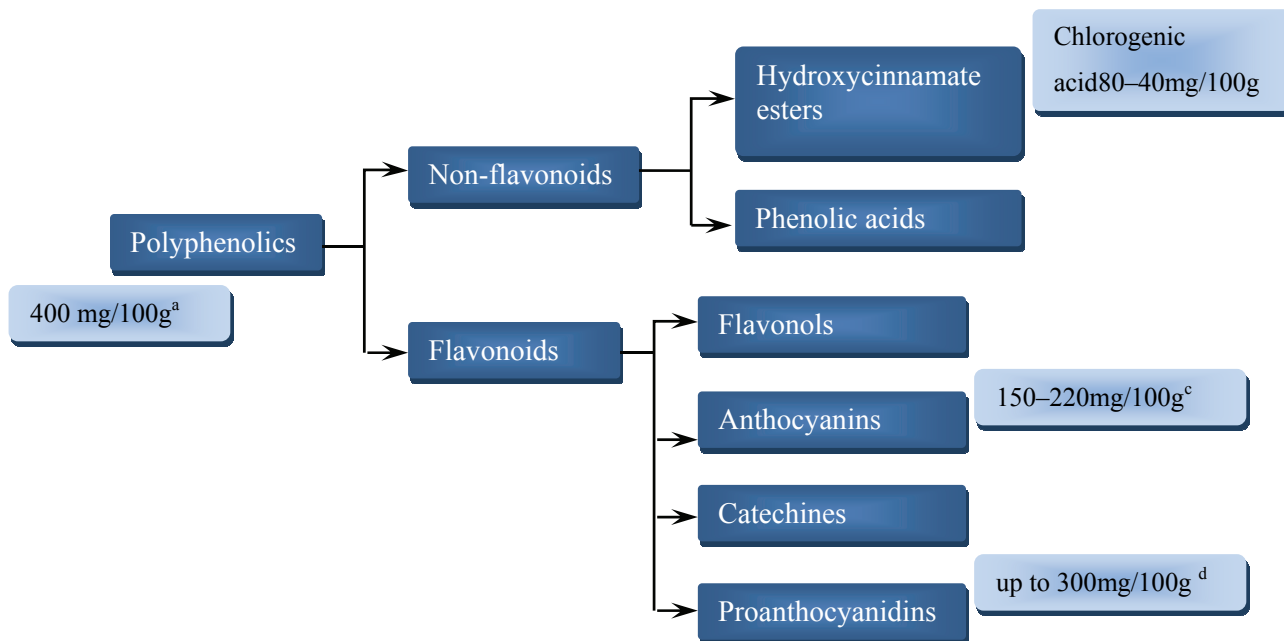 Chlorogenic
acid80–40mg/100g
Hydroxycinnamate
esters
Non-flavonoids
Phenolic acids
Polyphenolics
400 mg/100gᵃ
Flavonols
Flavonoids
150–220mg/100gᶜ
Anthocyanins
Catechines
up to 300mg/100g ᵈ
Proanthocyanidins